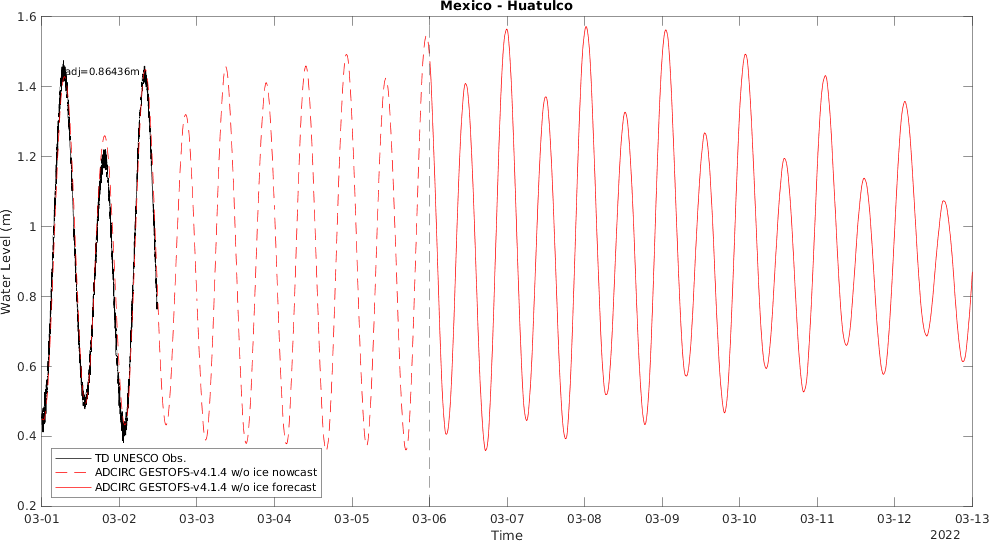 Mexico - Huatulco
1.6
1.4
1.2
1
0.8
0.6
0.4
0.2
Water Level (m)
adj=0.86436m
TD UNESCO Obs.
ADCIRC GESTOFS-v4.1.4 w/o ice nowcast
ADCIRC GESTOFS-v4.1.4 w/o ice forecast
03-01 03-02 03-03 03-04 03-05 03-06 03-07 03-08 03-09 03-10 03-11 03-12 03-13
Time
2022